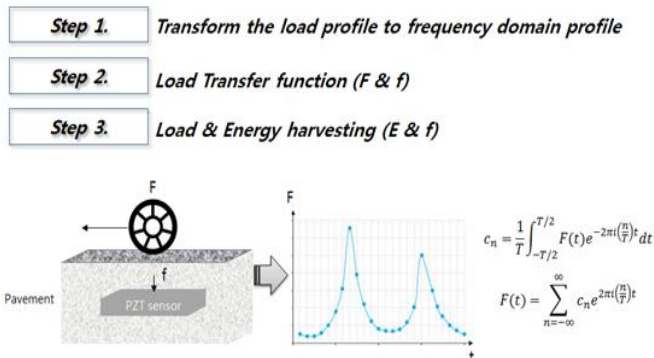 Step 1. Transform the load profile to frequency domain profile
Step 2. Load Transfer function (F & f)
Step 3. Load & Energy harvesting (E & f)
F
f
Pavement
PZT sensor
F
t
c_n = \frac{1}{T} \int_{-T/2}^{T/2} F(t)e^{-2\pi i(\frac{n}{T})t} dt
F(t) = \sum_{n=-\infty}^{\infty} c_n e^{2\pi i(\frac{n}{T})t}